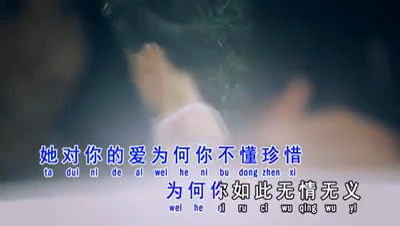 她对你的爱为何你不懂珍惜
ta dui ni de ai wei he ni bu dong zhen xi
为何你如此无情无义
wei he si ru ci wu qing wu yi